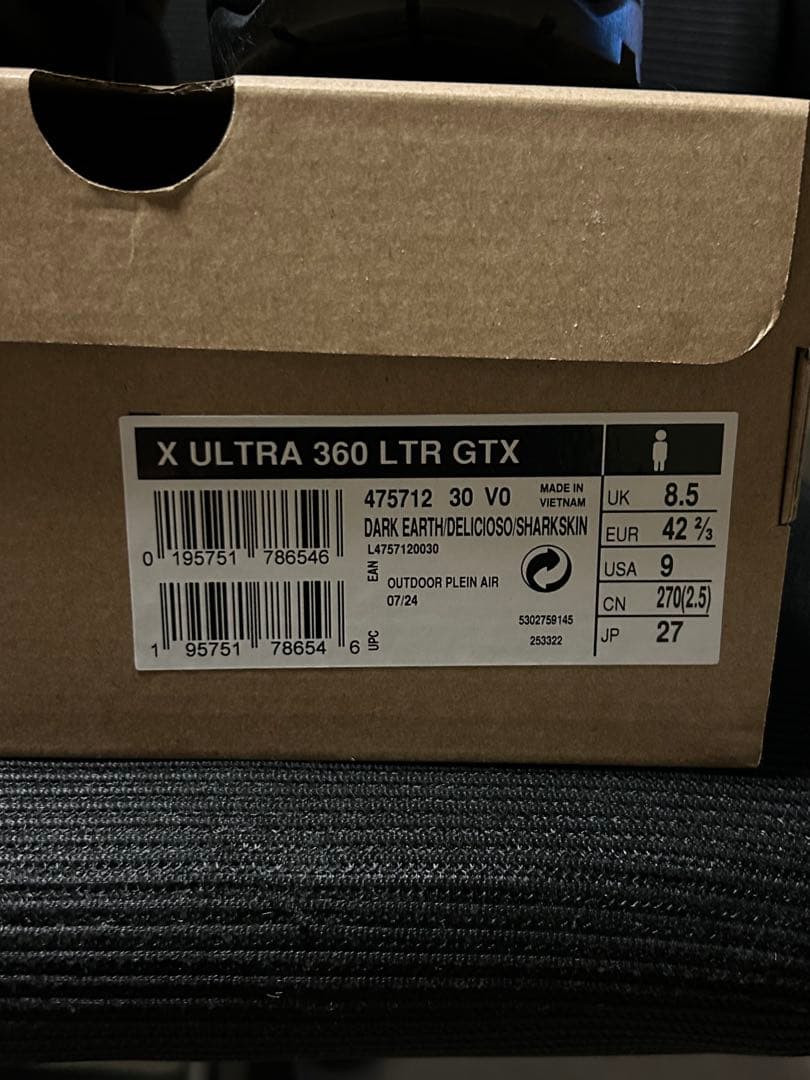 X ULTRA 360 LTR GTX
475712 30 V0
MADE IN
VIETNAM
DARK EARTH/DELICIOSO/SHARKSKIN
L4757120030
0 195751 786546
EAN
OUTDOOR PLEIN AIR
07/24
5302759145
253322
1 95751 78654 6
UPC
UK 8.5
EUR 42 ⅔
USA 9
CN 270(2.5)
JP 27